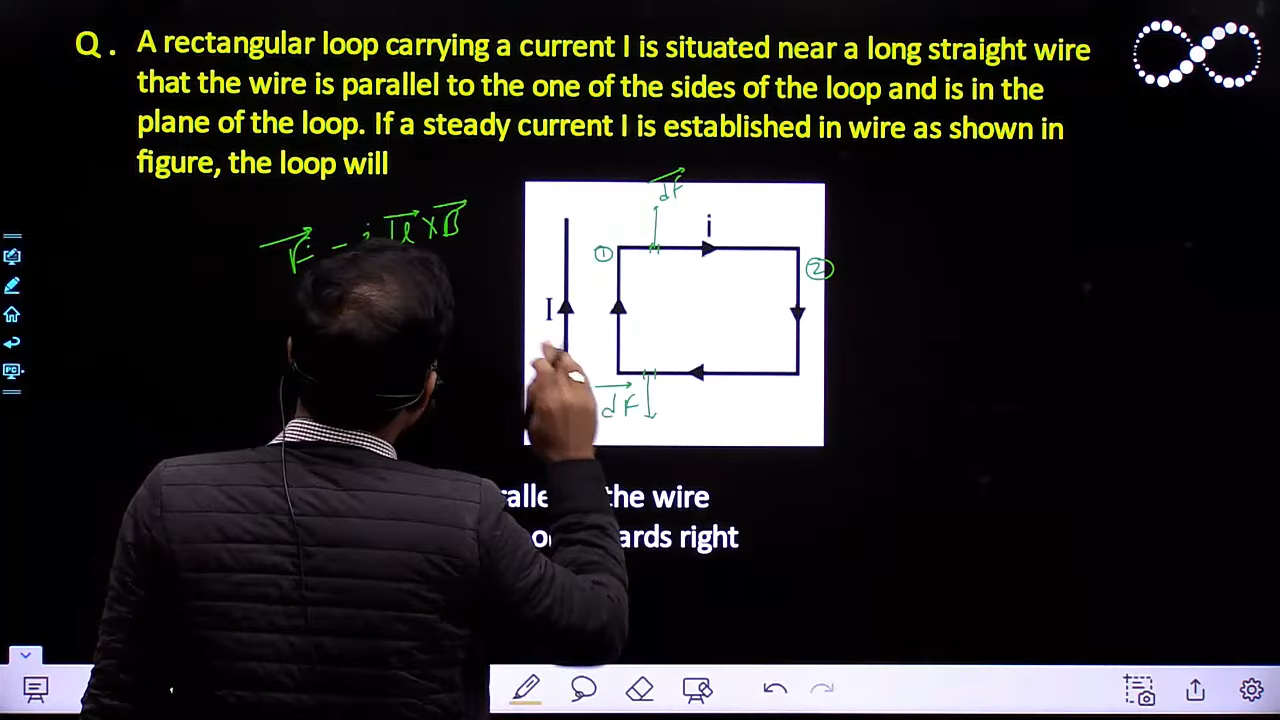 Q. A rectangular loop carrying a current I is situated near a long straight wire
that the wire is parallel to the one of the sides of the loop and is in the
plane of the loop. If a steady current I is established in wire as shown in
figure, the loop will
dF
i
1
2
I
dF
the wire
right